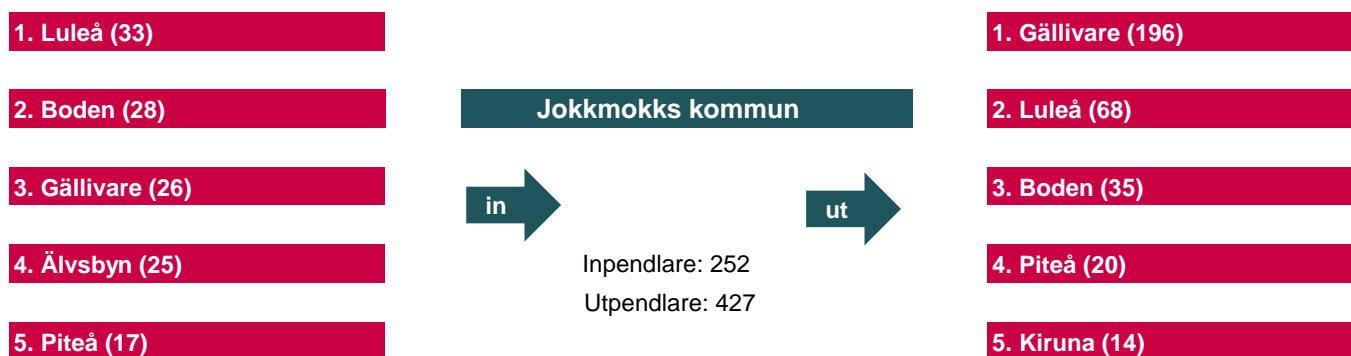 1. Luleå (33)
2. Boden (28)
3. Gällivare (26)
4. Älvsbyn (25)
5. Piteå (17)
Jokkmokks kommun
in
ut
Inpendlare: 252
Utpendlare: 427
1. Gällivare (196)
2. Luleå (68)
3. Boden (35)
4. Piteå (20)
5. Kiruna (14)